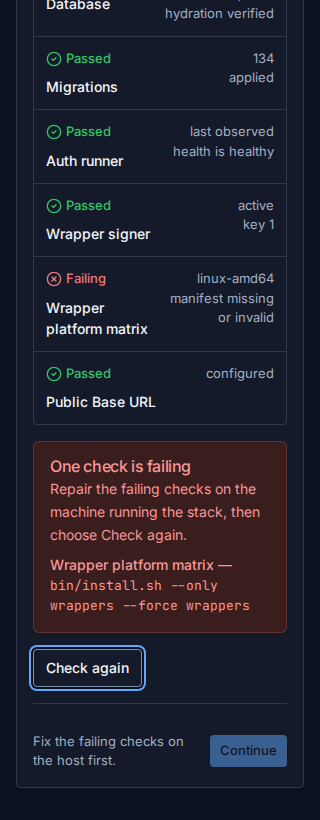 Database
hydration verified
Passed
134
applied
Migrations
Passed
last observed
health is healthy
Auth runner
Passed
active
key 1
Wrapper signer
Failing
linux-amd64
manifest missing
or invalid
Wrapper
platform matrix
Passed
configured
Public Base URL
One check is failing
Repair the failing checks on the
machine running the stack, then
choose Check again.
Wrapper platform matrix —
bin/install.sh --only
wrappers --force wrappers
Check again
Fix the failing checks on
the host first.
Continue